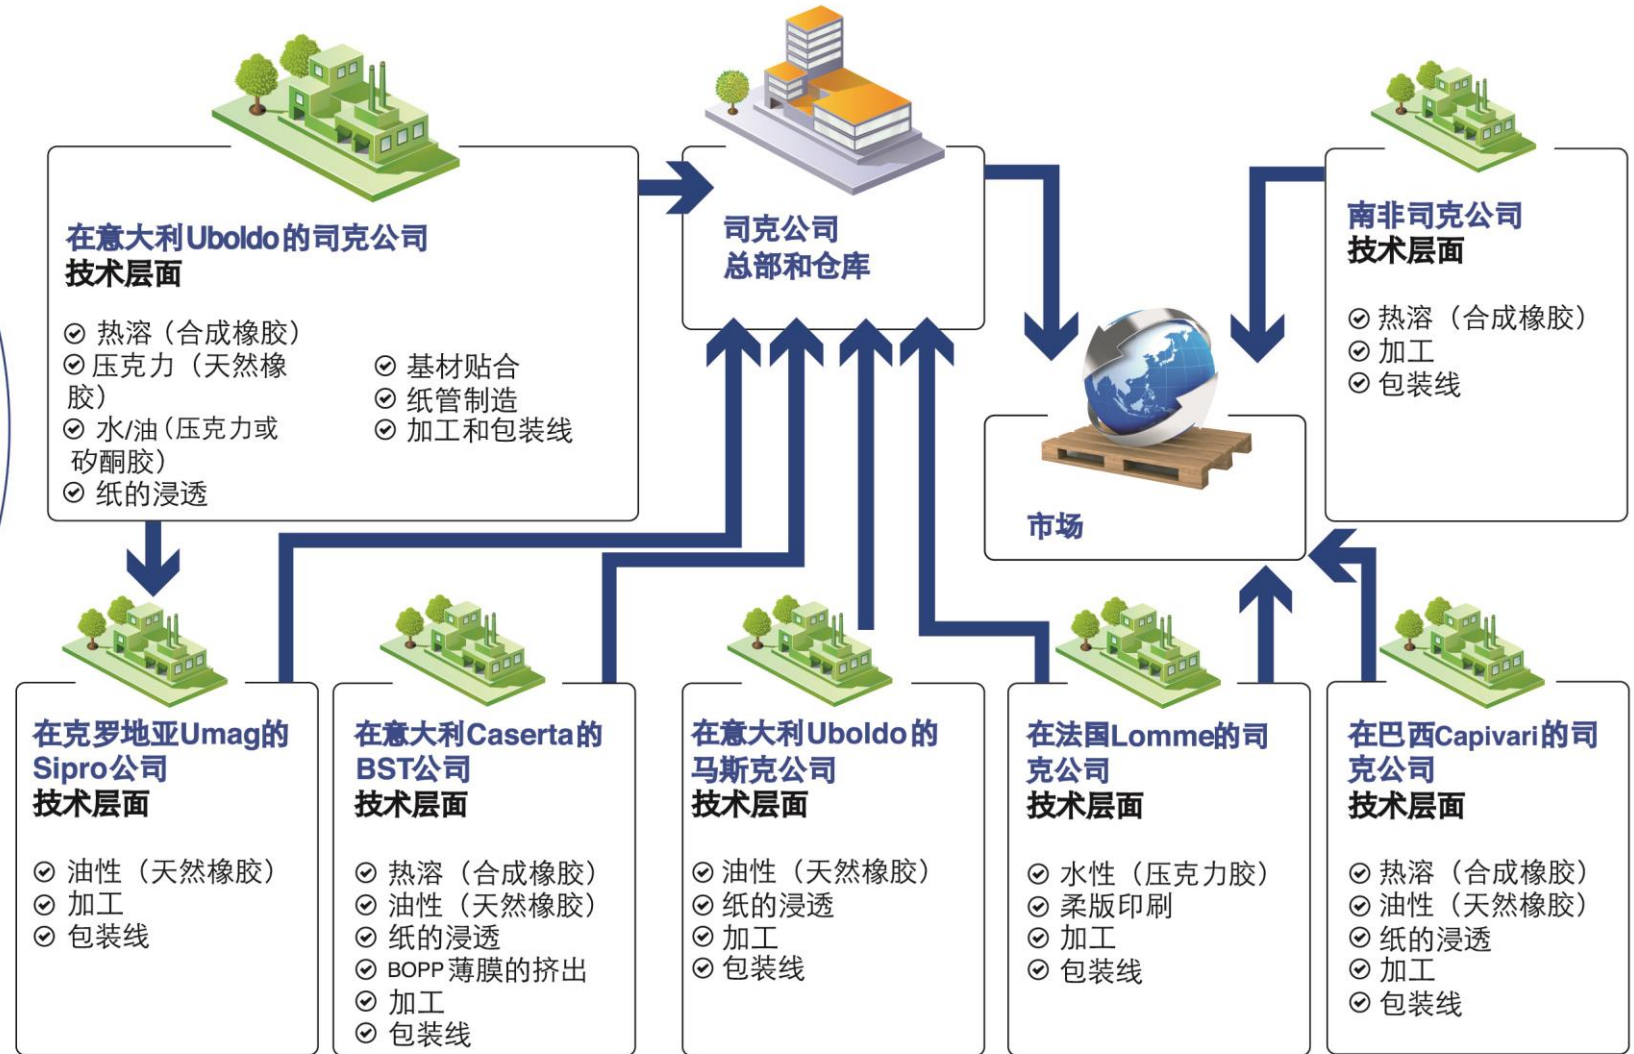 在意大利Uboldo的司克公司
技术层面
热溶（合成橡胶）
压克力（天然橡
胶）
水/油（压克力或
矽酮胶）
纸的浸透
基材贴合
纸管制造
加工和包装线
司克公司
总部和仓库
市场
南非司克公司
技术层面
热溶（合成橡胶）
加工
包装线
在克罗地亚Umag的
Sipro公司
技术层面
油性（天然橡胶）
加工
包装线
在意大利Caserta的
BST公司
技术层面
热溶（合成橡胶）
油性（天然橡胶）
纸的浸透
BOPP薄膜的挤出
加工
包装线
在意大利Uboldo的
马斯克公司
技术层面
油性（天然橡胶）
纸的浸透
加工
包装线
在法国Lomme的司
克公司
技术层面
水性（压克力胶）
柔版印刷
加工
包装线
在巴西Capivari的司
克公司
技术层面
热溶（合成橡胶）
油性（天然橡胶）
纸的浸透
加工
包装线